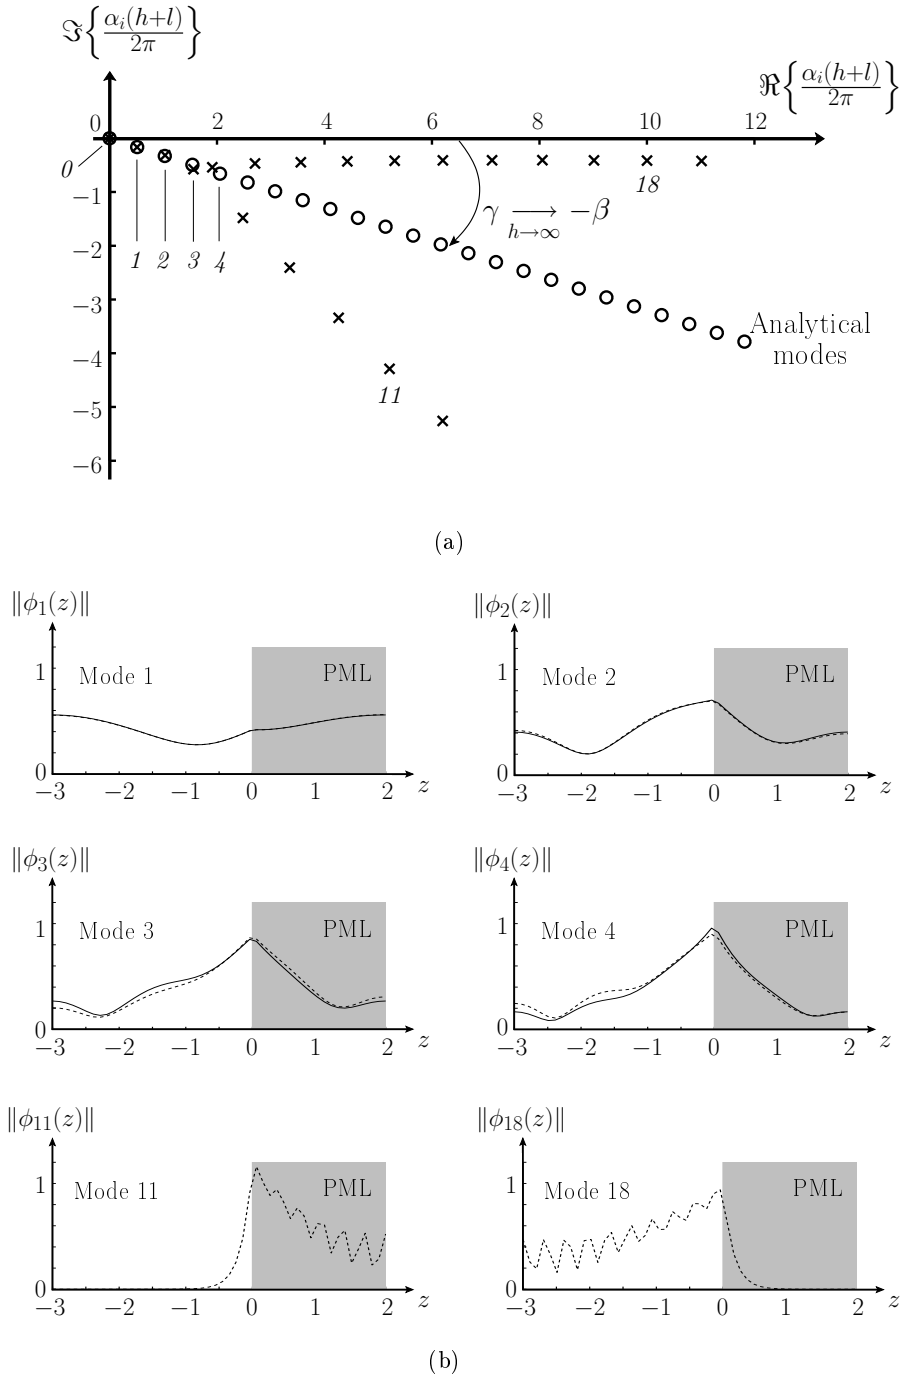 ℑ{α_i(h+l)/2π}
ℜ{α_i(h+l)/2π}
0 2 4 6 8 10 12
0
18
−1
γ ⟶ −β
h→∞
−2
1 2 3 4
−3
Analytical
modes
−4
11
−5
−6
(a)
‖ϕ1(z)‖ ‖ϕ2(z)‖
1 Mode 1 PML 1 Mode 2 PML
0 0
−3 −2 −1 0 1 2 z −3 −2 −1 0 1 2 z
‖ϕ3(z)‖ ‖ϕ4(z)‖
1 Mode 3 PML 1 Mode 4 PML
0 0
−3 −2 −1 0 1 2 z −3 −2 −1 0 1 2 z
‖ϕ11(z)‖ ‖ϕ18(z)‖
1 Mode 11 PML 1 Mode 18 PML
0 0
−3 −2 −1 0 1 2 z −3 −2 −1 0 1 2 z
(b)